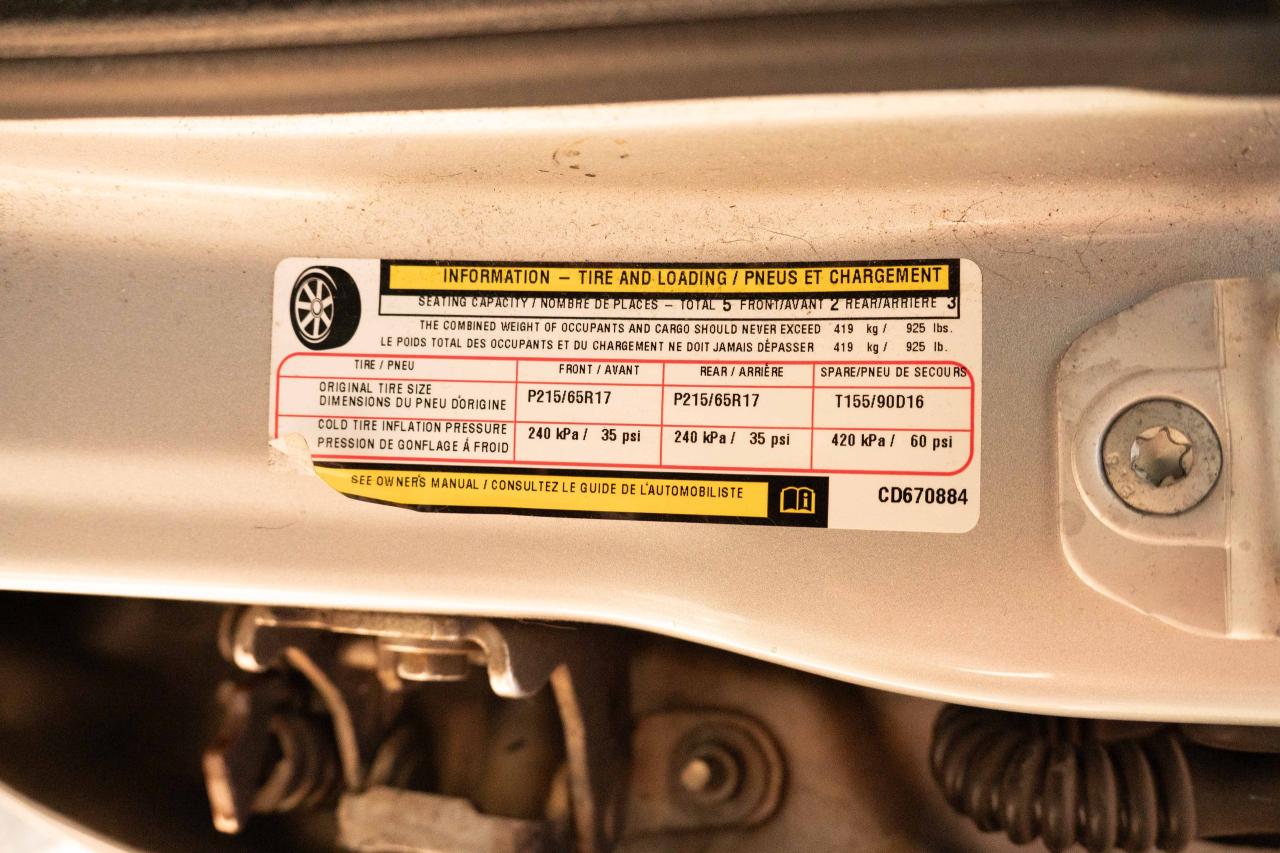 INFORMATION – TIRE AND LOADING / PNEUS ET CHARGEMENT
SEATING CAPACITY / NOMBRE DE PLACES – TOTAL 5 FRONT/AVANT 2 REAR/ARRIÈRE 3
THE COMBINED WEIGHT OF OCCUPANTS AND CARGO SHOULD NEVER EXCEED 419 kg / 925 lbs.
LE POIDS TOTAL DES OCCUPANTS ET DU CHARGEMENT NE DOIT JAMAIS DÉPASSER 419 kg / 925 lb.
TIRE / PNEU FRONT / AVANT REAR / ARRIÈRE SPARE/PNEU DE SECOURS
ORIGINAL TIRE SIZE
DIMENSIONS DU PNEU D'ORIGINE P215/65R17 P215/65R17 T155/90D16
COLD TIRE INFLATION PRESSURE
PRESSION DE GONFLAGE À FROID 240 kPa / 35 psi 240 kPa / 35 psi 420 kPa / 60 psi
SEE OWNER'S MANUAL / CONSULTEZ LE GUIDE DE L'AUTOMOBILISTE
CD670884